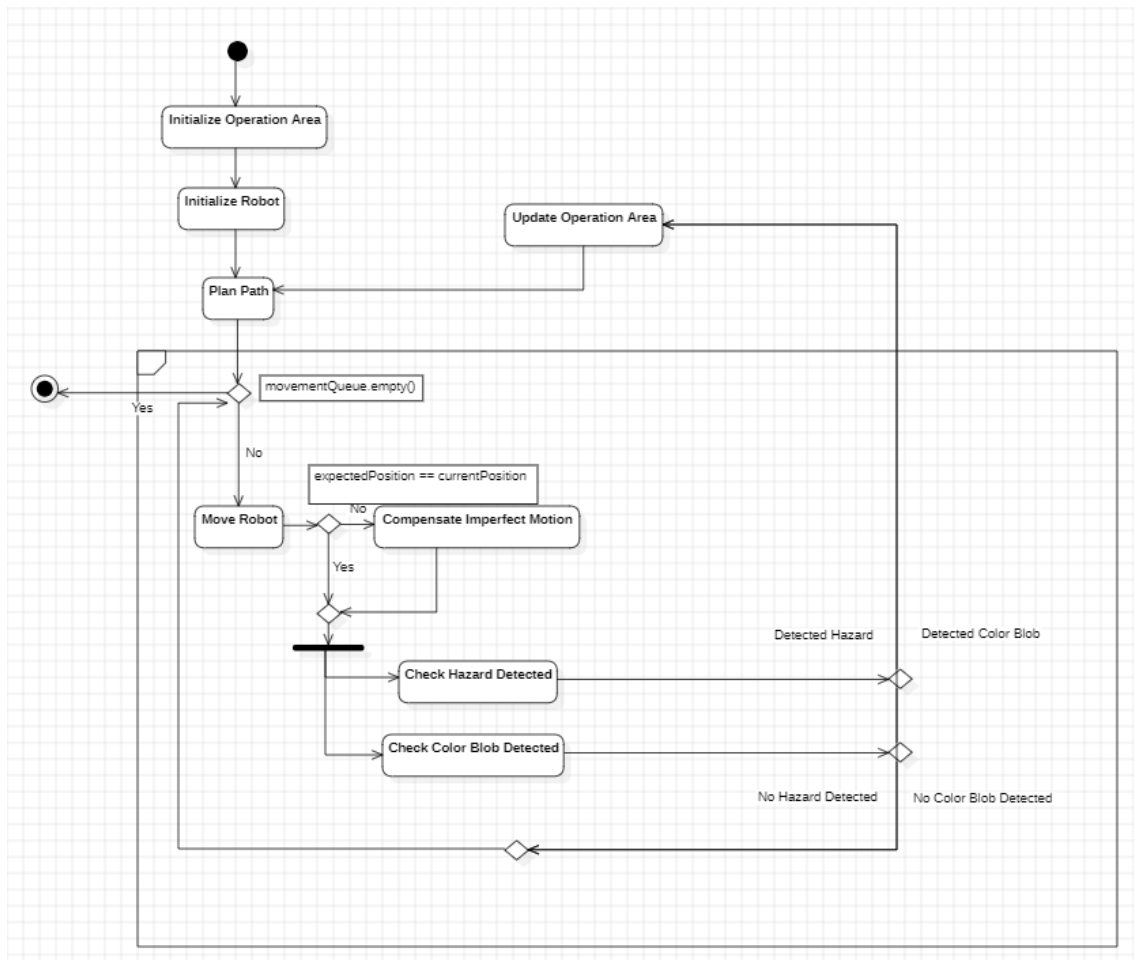 Initialize Operation Area
Initialize Robot
Update Operation Area
Plan Path
movementQueue.empty()
Yes
No
expectedPosition == currentPosition
No
Move Robot
Compensate Imperfect Motion
Yes
Detected Hazard
Detected Color Blob
Check Hazard Detected
Check Color Blob Detected
No Hazard Detected
No Color Blob Detected